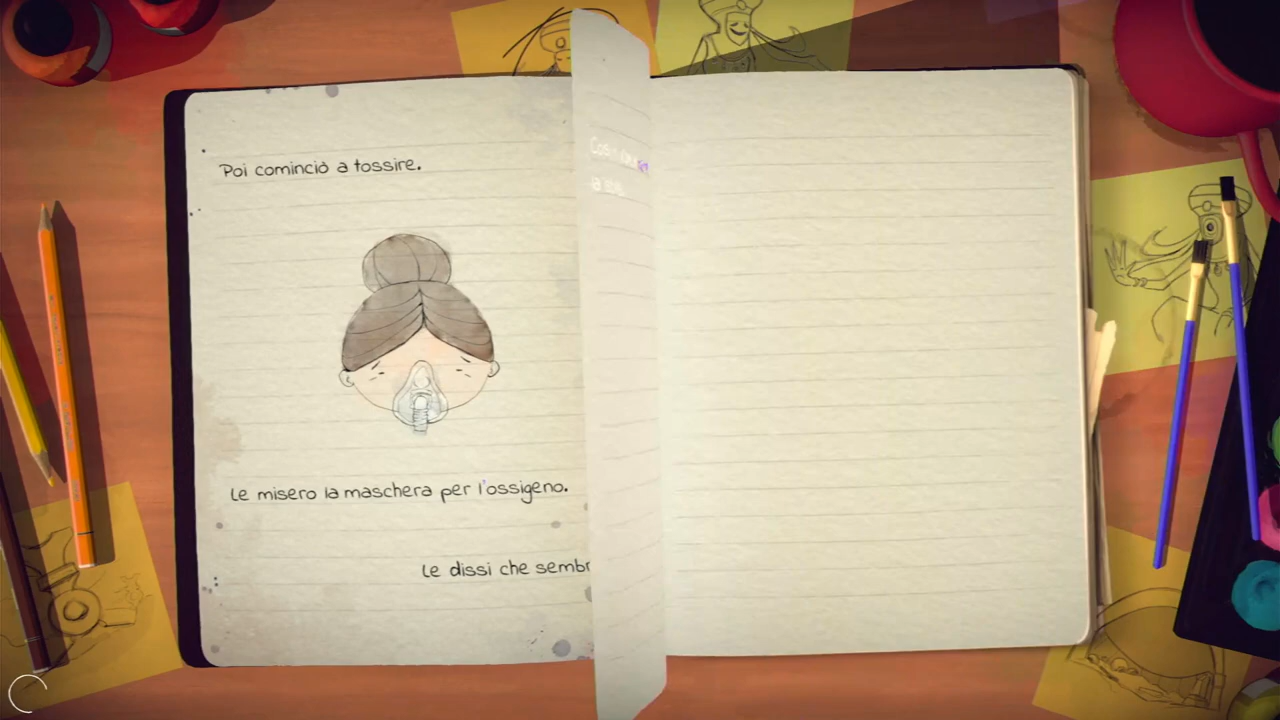 Poi cominciò a tossire.
Le misero la maschera per l'ossigeno.
Le dissi che sembr